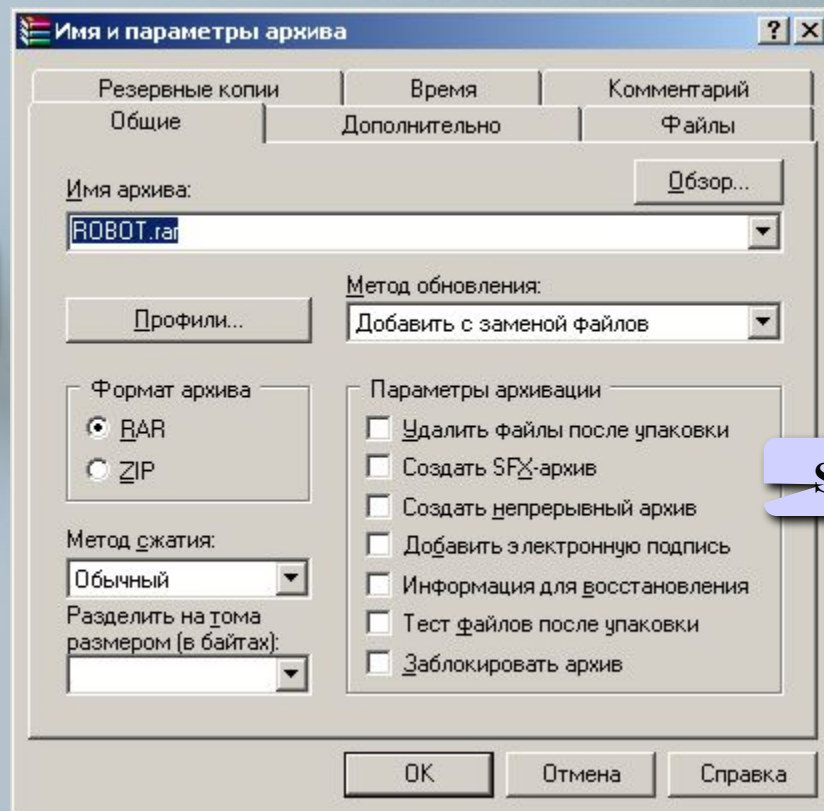 Имя и параметры архива
Резервные копии Время Комментарий
Общие Дополнительно Файлы
Имя архива:
Обзор...
ROBOT.rar
Метод обновления:
Профили...
Добавить с заменой файлов
Формат архива
RAR
ZIP
Параметры архивации
Удалить файлы после упаковки
Создать SFX-архив
Создать непрерывный архив
Добавить электронную подпись
Информация для восстановления
Тест файлов после упаковки
Заблокировать архив
Метод сжатия:
Обычный
Разделить на тома
размером (в байтах):
OK Отмена Справка